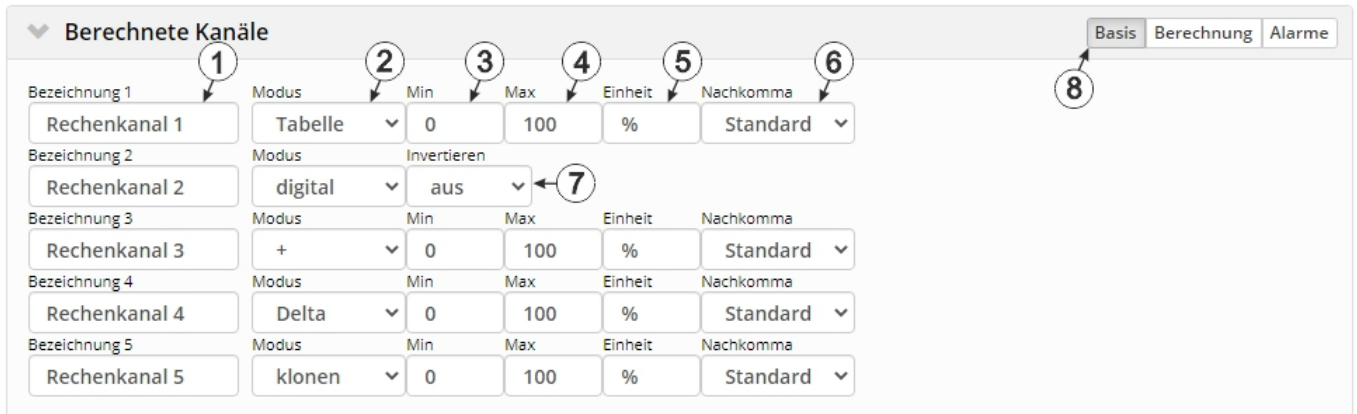 Berechnete Kanäle Basis Berechnung Alarme
1 2 3 4 5 6 8
Bezeichnung 1 Modus Min Max Einheit Nachkomma
Rechenkanal 1 Tabelle 0 100 % Standard
Bezeichnung 2 Modus Invertieren
Rechenkanal 2 digital aus 7
Bezeichnung 3 Modus Min Max Einheit Nachkomma
Rechenkanal 3 + 0 100 % Standard
Bezeichnung 4 Modus Min Max Einheit Nachkomma
Rechenkanal 4 Delta 0 100 % Standard
Bezeichnung 5 Modus Min Max Einheit Nachkomma
Rechenkanal 5 klonen 0 100 % Standard